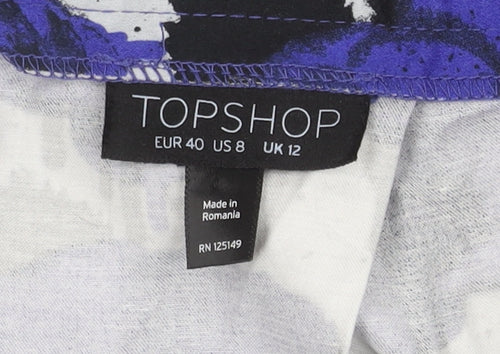 TOPSHOP
EUR 40 US 8 UK 12
Made in
Romania
RN 125149